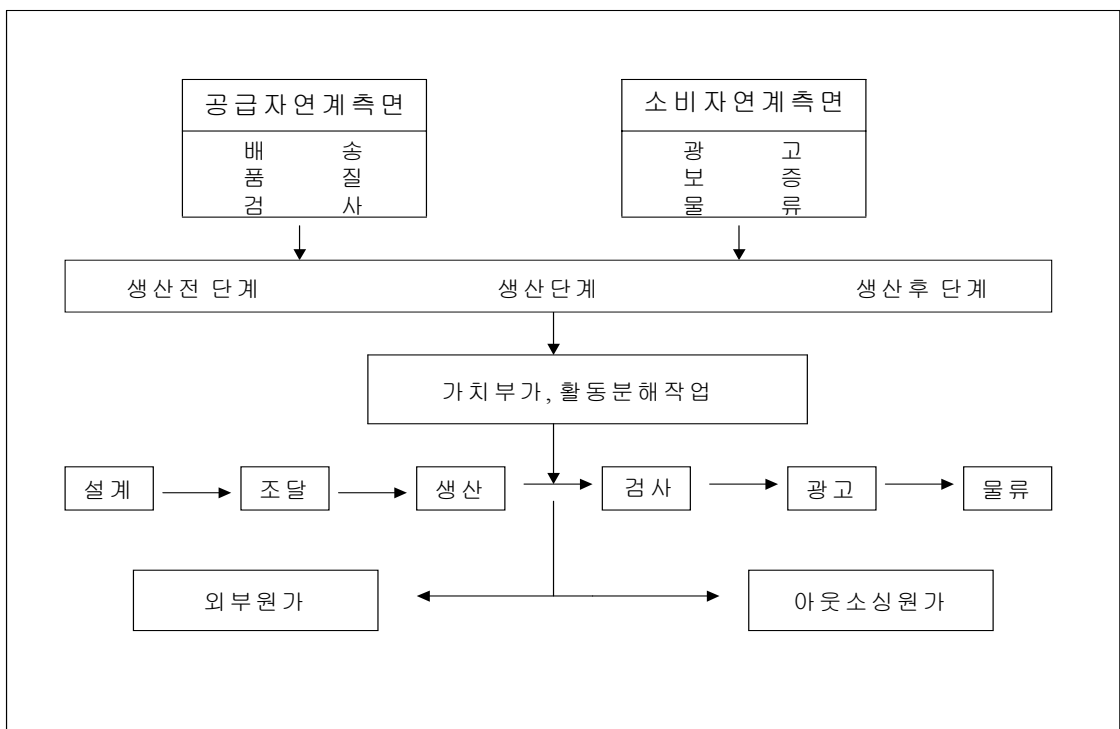 공급자연계측면
배 송
품 질
검 사
소비자연계측면
광 고
보 증
물 류
생산전 단계 생산단계 생산후 단계
가치부가, 활동분해작업
설계 조달 생산 검사 광고 물류
외부원가 아웃소싱원가